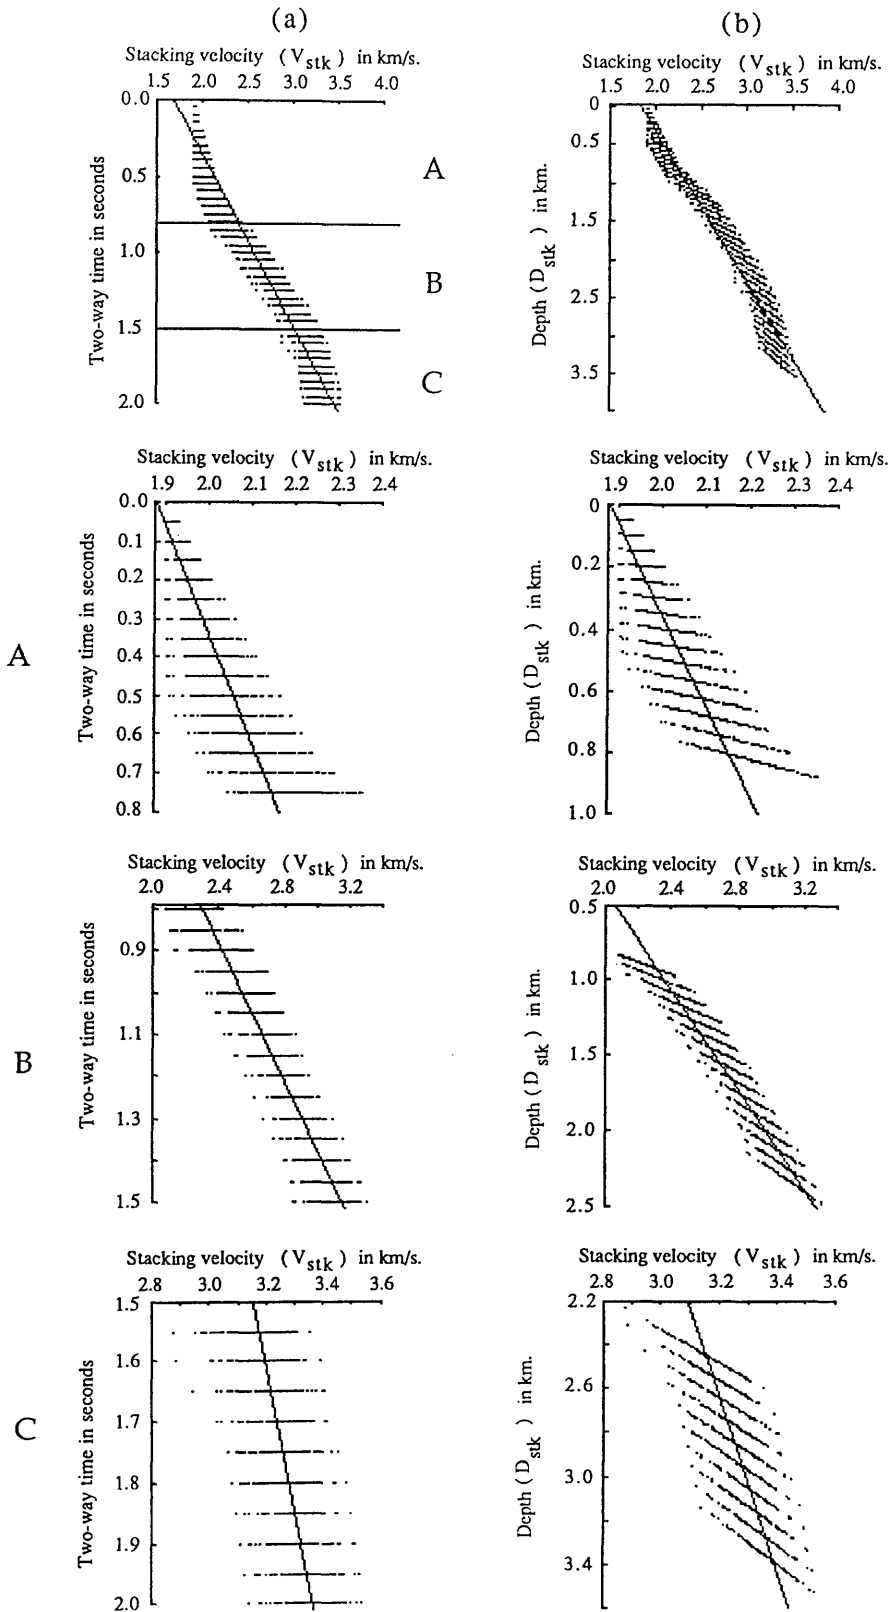 (a)
(b)
Stacking velocity (Vstk) in km/s.
1.5 2.0 2.5 3.0 3.5 4.0
0.0
0.5
1.0
1.5
2.0
Two-way time in seconds
A
B
C
Stacking velocity (Vstk) in km/s.
1.5 2.0 2.5 3.0 3.5 4.0
0
0.5
1.5
2.5
3.5
Depth (Dstk) in km.
A
Stacking velocity (Vstk) in km/s.
1.9 2.0 2.1 2.2 2.3 2.4
0.0
0.1
0.2
0.3
0.4
0.5
0.6
0.7
0.8
Two-way time in seconds
Stacking velocity (Vstk) in km/s.
1.9 2.0 2.1 2.2 2.3 2.4
0
0.2
0.4
0.6
0.8
1.0
Depth (Dstk) in km.
B
Stacking velocity (Vstk) in km/s.
2.0 2.4 2.8 3.2
0.9
1.1
1.3
1.5
Two-way time in seconds
Stacking velocity (Vstk) in km/s.
2.0 2.4 2.8 3.2
0.5
1.0
1.5
2.0
2.5
Depth (Dstk) in km.
C
Stacking velocity (Vstk) in km/s.
2.8 3.0 3.2 3.4 3.6
1.5
1.6
1.7
1.8
1.9
2.0
Two-way time in seconds
Stacking velocity (Vstk) in km/s.
2.8 3.0 3.2 3.4 3.6
2.2
2.6
3.0
3.4
Depth (Dstk) in km.